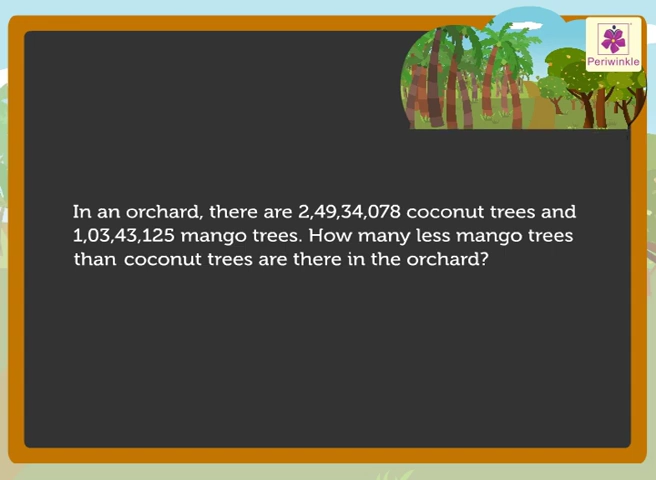 Periwinkle
In an orchard, there are 2,49,34,078 coconut trees and
1,03,43,125 mango trees. How many less mango trees
than coconut trees are there in the orchard?